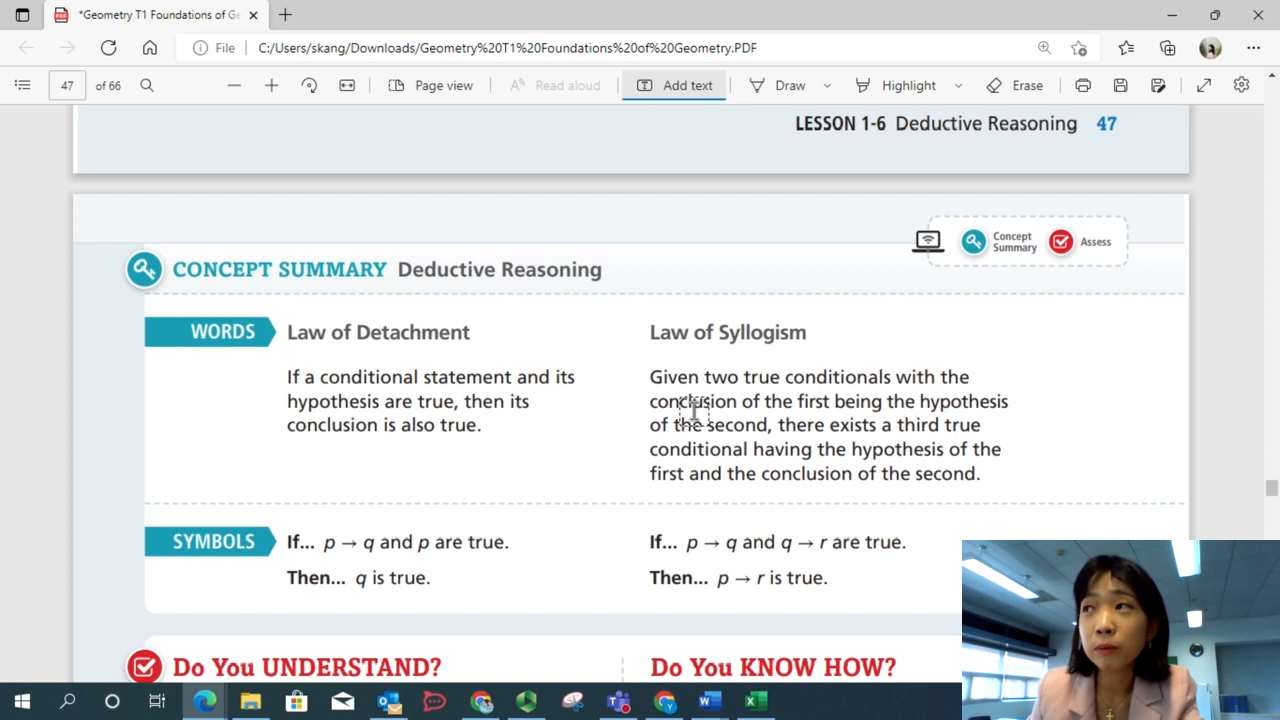 *Geometry T1 Foundations of Ge
File C:/Users/skang/Downloads/Geometry%20T1%20Foundations%20of%20Geometry.PDF
47 of 66 Page view Read aloud Add text Draw Highlight Erase
LESSON 1-6 Deductive Reasoning 47
Concept Summary Assess
CONCEPT SUMMARY Deductive Reasoning
WORDS Law of Detachment
If a conditional statement and its
hypothesis are true, then its
conclusion is also true.
Law of Syllogism
Given two true conditionals with the
conclusion of the first being the hypothesis
of the second, there exists a third true
conditional having the hypothesis of the
first and the conclusion of the second.
SYMBOLS If... p → q and p are true.
Then... q is true.
If... p → q and q → r are true.
Then... p → r is true.
Do You UNDERSTAND?
Do You KNOW HOW?